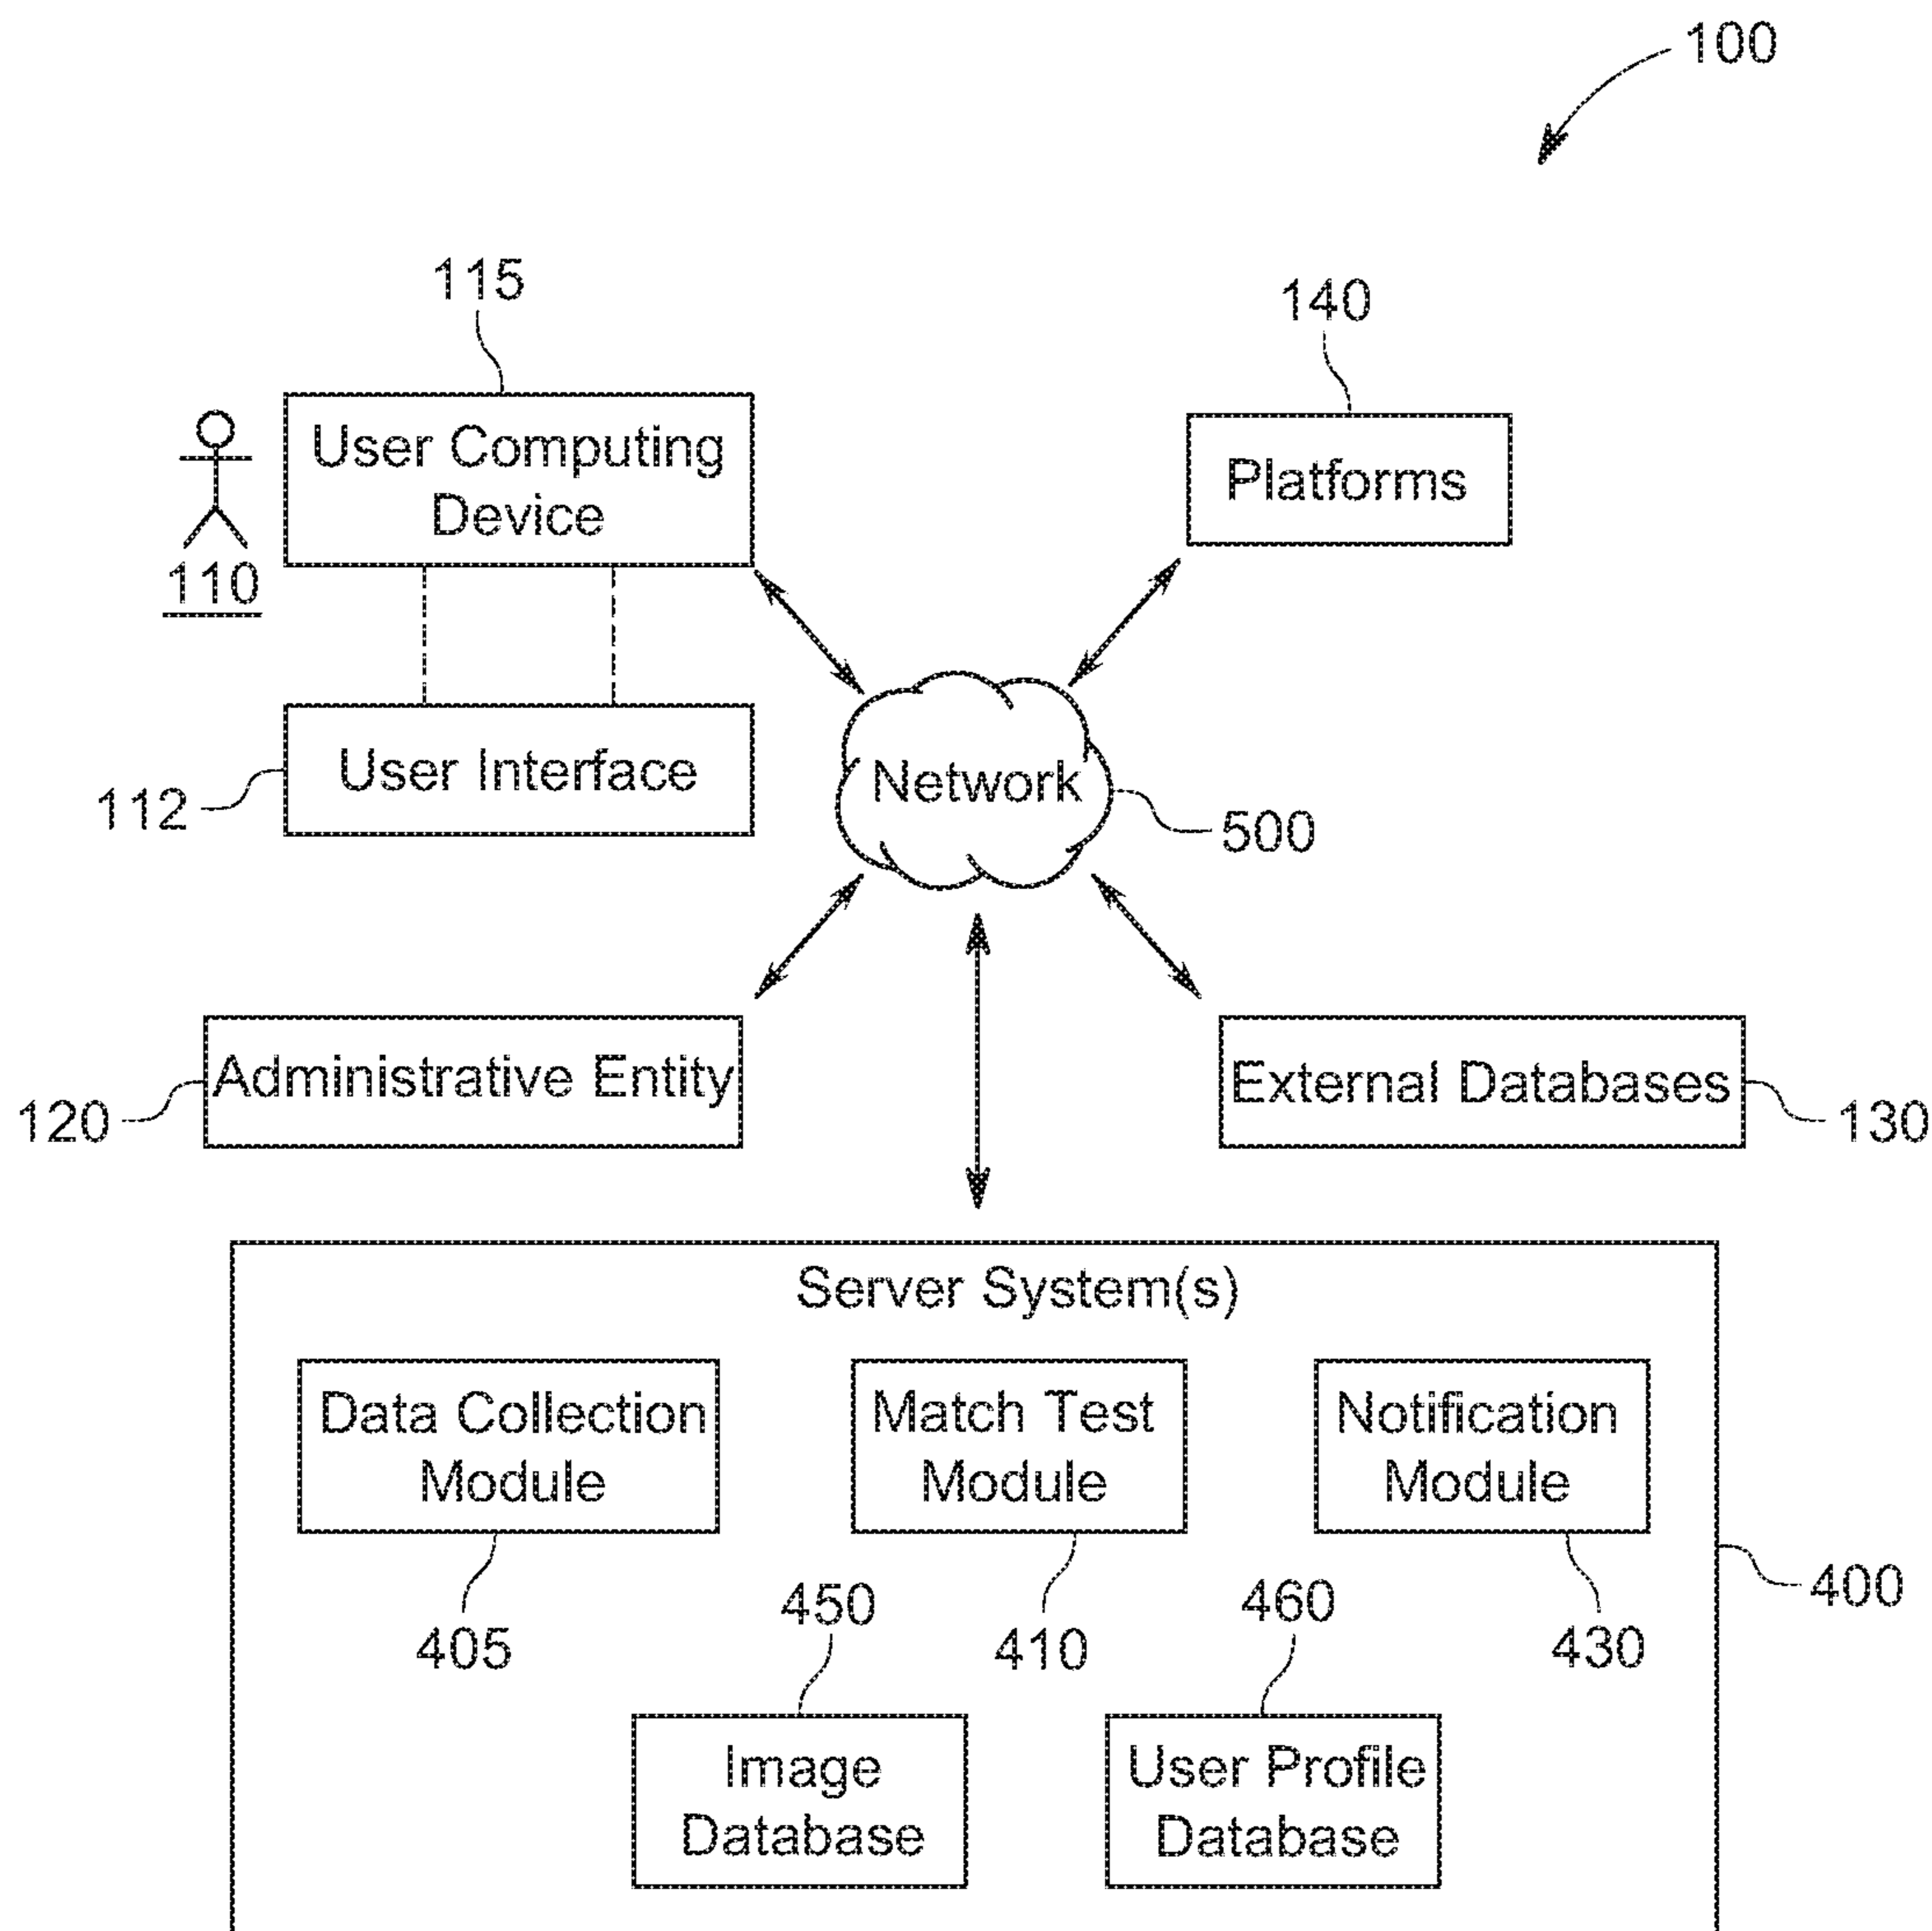 100
115
140
User Computing
Device
Platforms
110
User Interface
112
Network
500
Administrative Entity
120
External Databases
130
Server System(s)
Data Collection
Module
Match Test
Module
Notification
Module
405
450
410
460
430
400
Image
Database
User Profile
Database